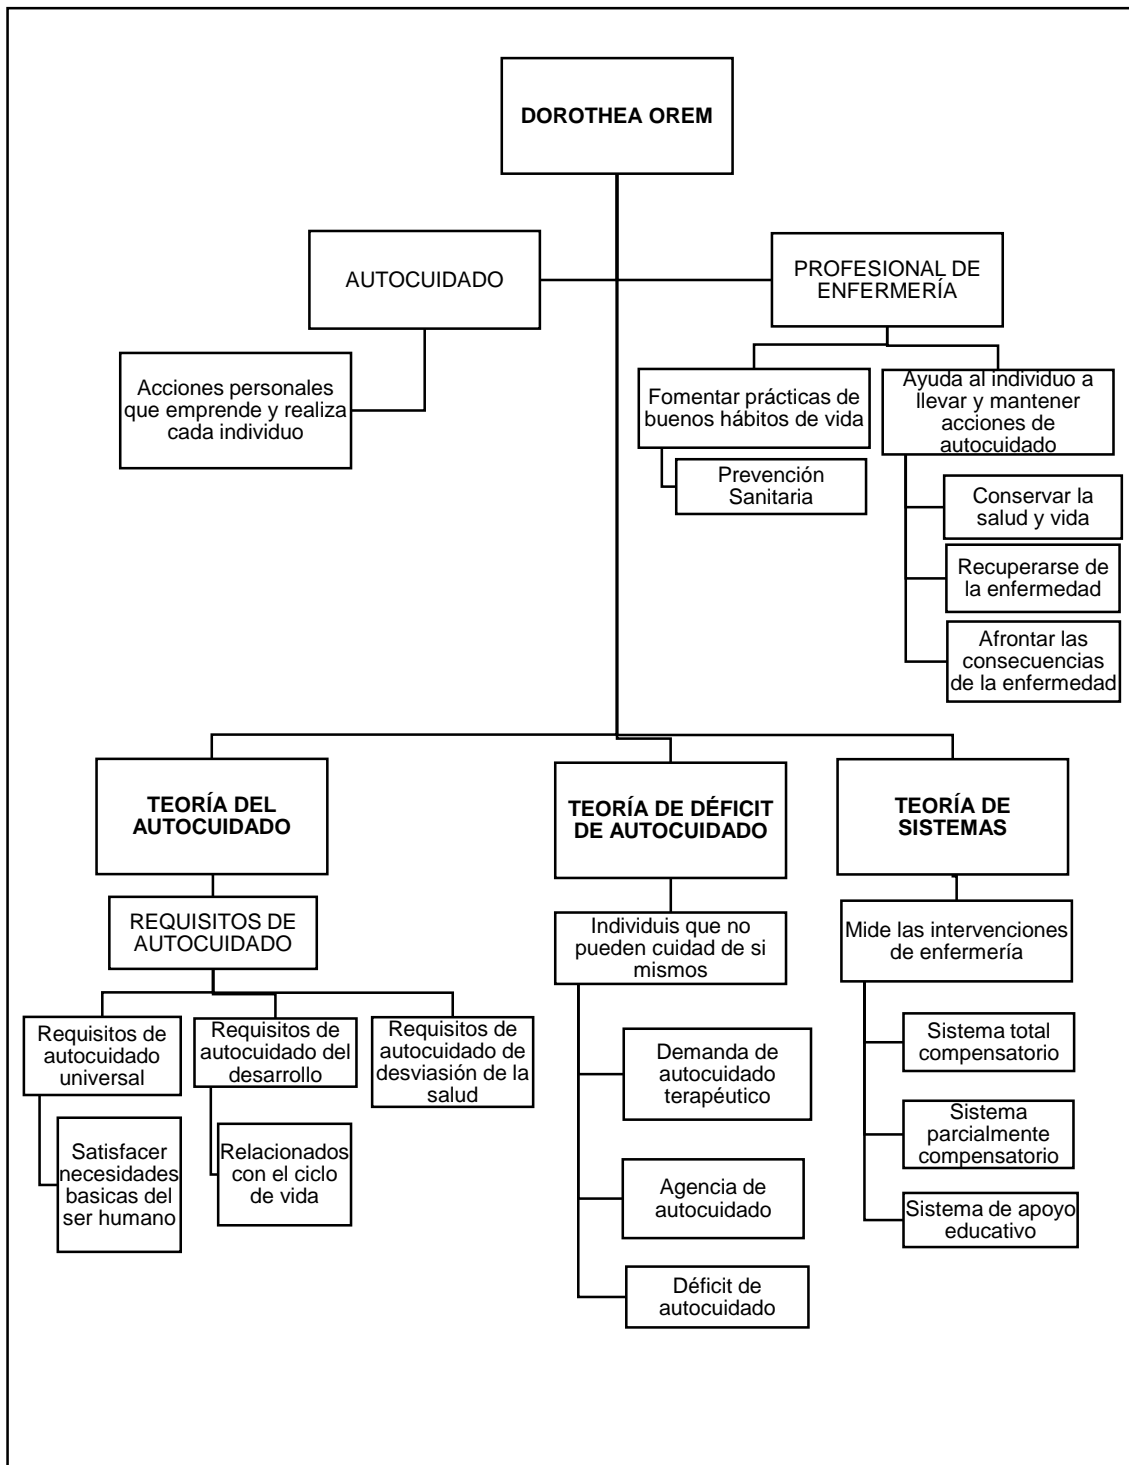 DOROTHEA OREM
AUTOCUIDADO
PROFESIONAL DE
ENFERMERÍA
Acciones personales
que emprende y realiza
cada individuo
Fomentar prácticas de
buenos hábitos de vida
Prevención
Sanitaria
Ayuda al individuo a
llevar y mantener
acciones de
autocuidado
Conservar la
salud y vida
Recuperarse de
la enfermedad
Afrontar las
consecuencias
de la enfermedad
TEORÍA DEL
AUTOCUIDADO
REQUISITOS DE
AUTOCUIDADO
Requisitos de
autocuidado
universal
Satisfacer
necesidades
basicas del
ser humano
Requisitos de
autocuidado del
desarrollo
Relacionados
con el ciclo
de vida
Requisitos de
autocuidado de
desviasión de la
salud
TEORÍA DE DÉFICIT
DE AUTOCUIDADO
Individuis que no
pueden cuidad de si
mismos
Demanda de
autocuidado
terapéutico
Agencia de
autocuidado
Déficit de
autocuidado
TEORÍA DE
SISTEMAS
Mide las intervenciones
de enfermería
Sistema total
compensatorio
Sistema
parcialmente
compensatorio
Sistema de apoyo
educativo